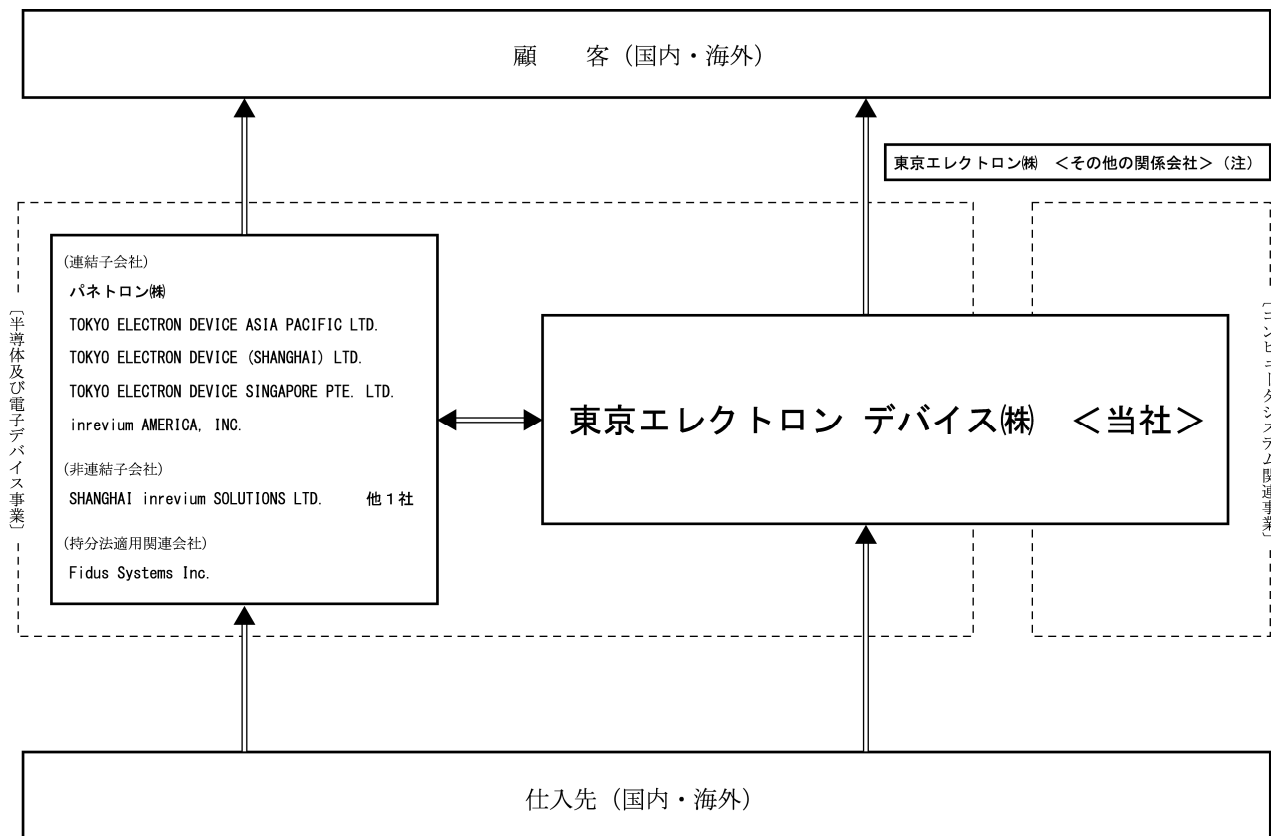 顧　　客（国内・海外）
東京エレクトロン㈱　＜その他の関係会社＞（注）
〔半導体及び電子デバイス事業〕
(連結子会社)
パネトロン㈱
TOKYO ELECTRON DEVICE ASIA PACIFIC LTD.
TOKYO ELECTRON DEVICE (SHANGHAI) LTD.
TOKYO ELECTRON DEVICE SINGAPORE PTE. LTD.
inrevium AMERICA, INC.
(非連結子会社)
SHANGHAI inrevium SOLUTIONS LTD.　　他１社
(持分法適用関連会社)
Fidus Systems Inc.
東京エレクトロン デバイス㈱　＜当社＞
〔コンピュータシステム関連事業〕
仕入先（国内・海外）